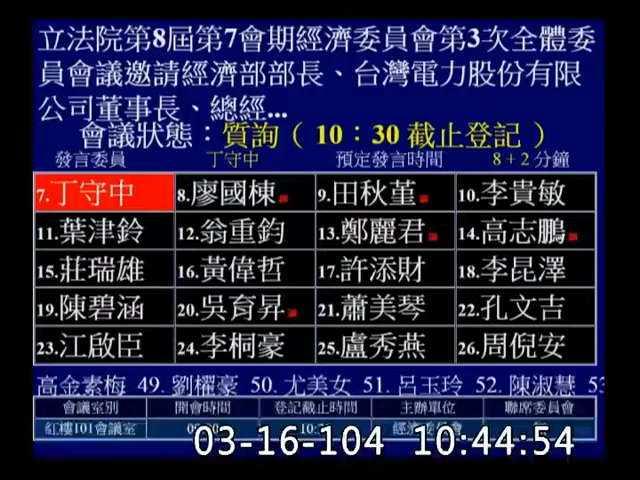 立法院第8屆第7會期經濟委員會第3次全體委
員會議邀請經濟部部長、台灣電力股份有限
公司董事長、總經...
會議狀態：質詢（ 10：30 截止登記 ）
發言委員 丁守中 預定發言時間 8 + 2 分鐘
7.丁守中 8.廖國棟 9.田秋堇 10.李貴敏
11.葉津鈴 12.翁重鈞 13.鄭麗君 14.高志鵬
15.莊瑞雄 16.黃偉哲 17.許添財 18.李昆澤
19.陳碧涵 20.吳育昇 21.蕭美琴 22.孔文吉
23.江啟臣 24.李桐豪 25.盧秀燕 26.周倪安
高金素梅 49. 劉櫂豪 50. 尤美女 51. 呂玉玲 52. 陳淑慧 53
會議室別 開會時間 登記截止時間 主辦單位 聯席委員會
紅樓101會議室
03-16-104 10:44:54